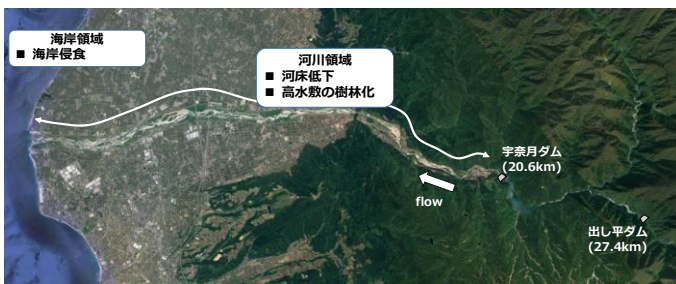 海岸領域
■ 海岸侵食
河川領域
■ 河床低下
■ 高水敷の樹林化
宇奈月ダム
(20.6km)
flow
出し平ダム
(27.4km)